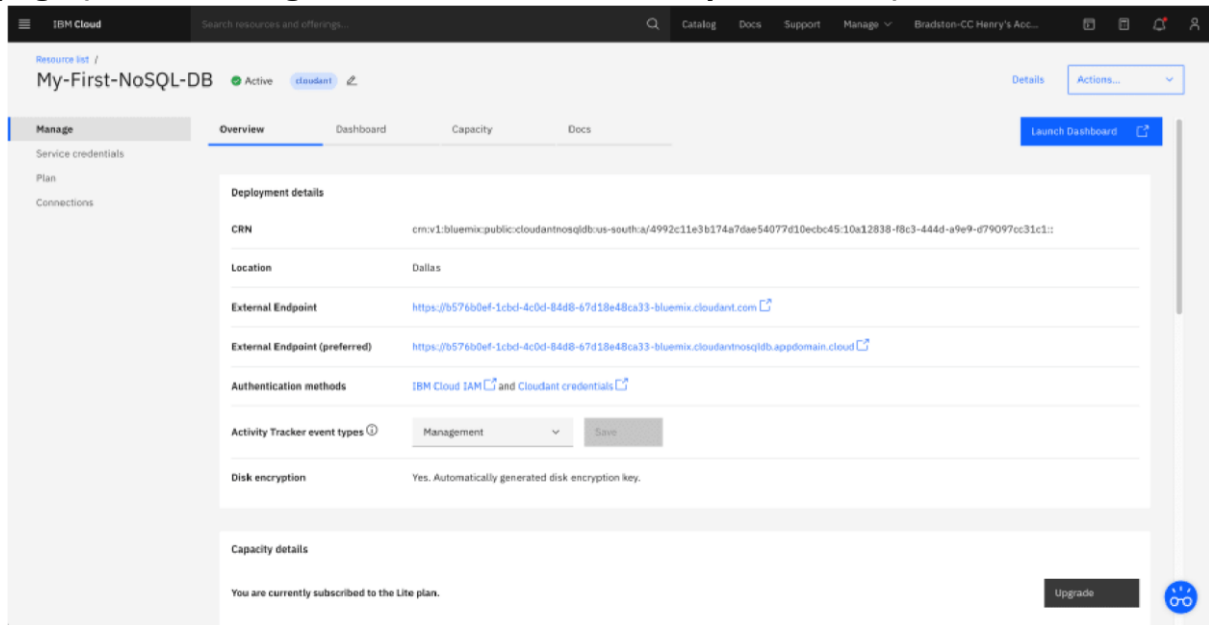 IBM Cloud
Search resources and offerings...
Catalog Docs Support Manage Bradston-CC Henry's Acc...
Resource list /
My-First-NoSQL-DB Active cloudant
Details Actions...
Manage
Service credentials
Plan
Connections
Overview Dashboard Capacity Docs
Launch Dashboard
Deployment details
CRN crn:v1:bluemix:public:cloudantnosqldb:us-south:a/4992c11e3b174a7dae54077d10ecbc45:10a12838-f8c3-444d-a9e9-d79097cc31c1::
Location Dallas
External Endpoint https://b576b0ef-1cbd-4c0d-84d8-67d18e48ca33-bluemix.cloudant.com
External Endpoint (preferred) https://b576b0ef-1cbd-4c0d-84d8-67d18e48ca33-bluemix.cloudantnosqldb.appdomain.cloud
Authentication methods IBM Cloud IAM and Cloudant credentials
Activity Tracker event types Management Save
Disk encryption Yes. Automatically generated disk encryption key.
Capacity details
You are currently subscribed to the Lite plan.
Upgrade